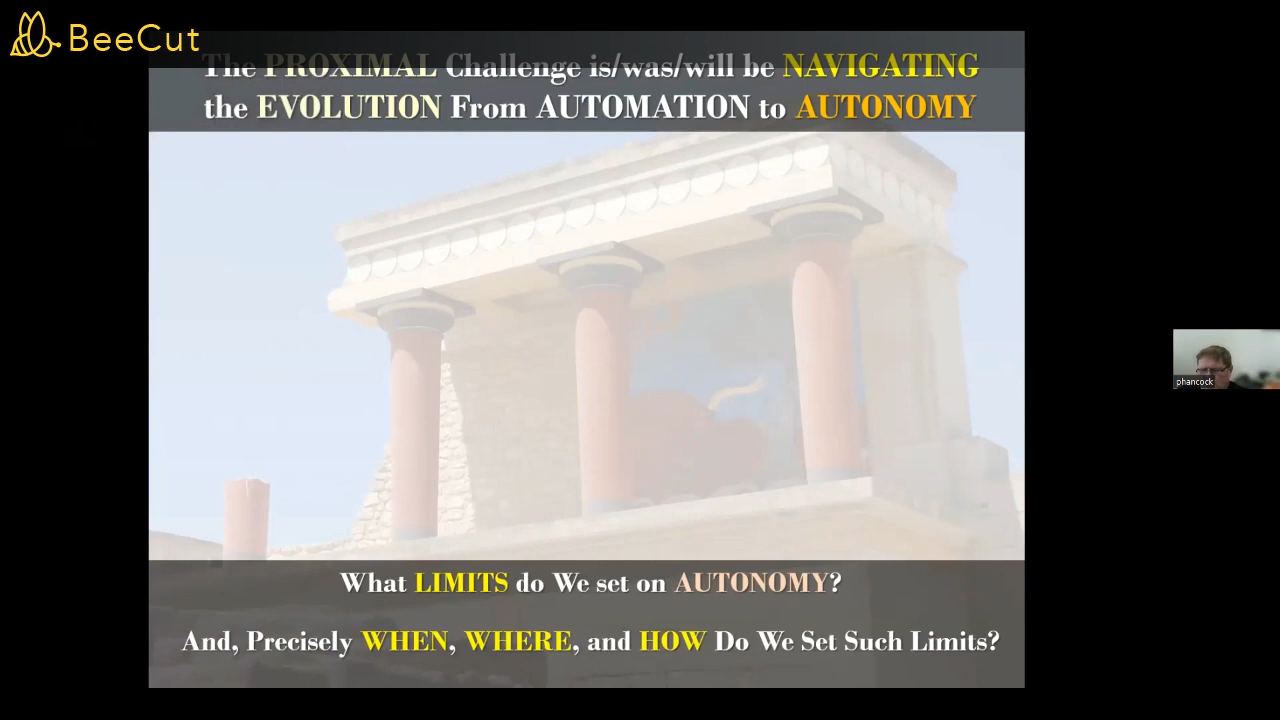 BeeCut
The PROXIMAL Challenge is/was/will be NAVIGATING
the EVOLUTION From AUTOMATION to AUTONOMY
phancock
What LIMITS do We set on AUTONOMY?
And, Precisely WHEN, WHERE, and HOW Do We Set Such Limits?